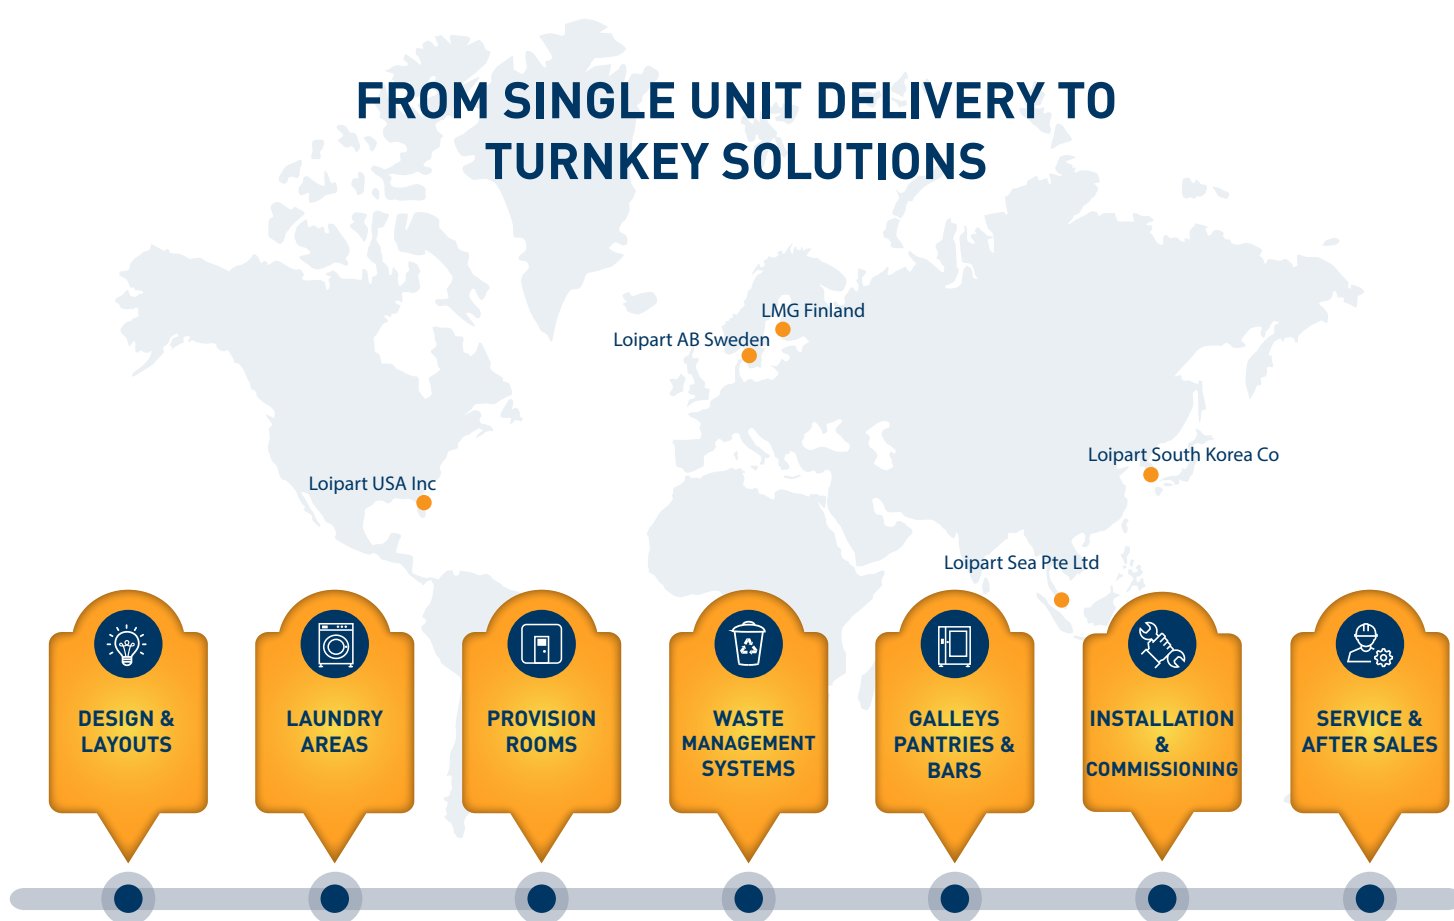 FROM SINGLE UNIT DELIVERY TO
TURNKEY SOLUTIONS
LMG Finland
Loipart AB Sweden
Loipart South Korea Co
Loipart USA Inc
Loipart Sea Pte Ltd
DESIGN &
LAYOUTS
LAUNDRY
AREAS
PROVISION
ROOMS
WASTE
MANAGEMENT
SYSTEMS
GALLEYS
PANTRIES &
BARS
INSTALLATION
&
COMMISSIONING
SERVICE &
AFTER SALES